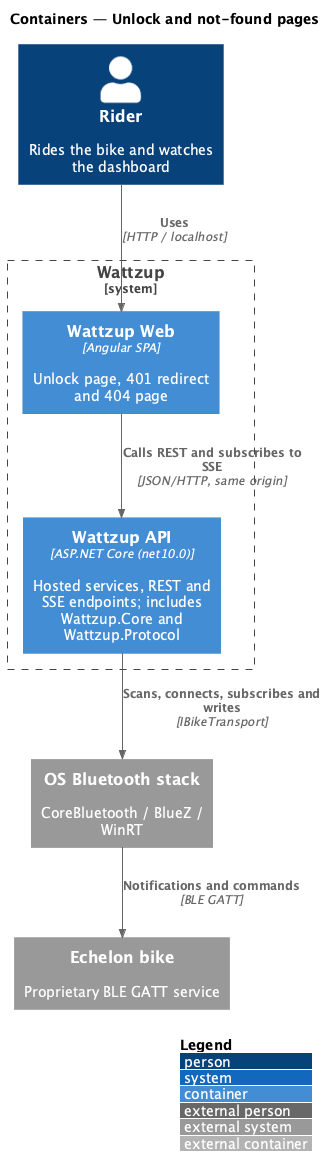 Containers — Unlock and not-found pages
Rider
Rides the bike and watches
the dashboard
Uses
[HTTP / localhost]
Wattzup
[system]
Wattzup Web
[Angular SPA]
Unlock page, 401 redirect
and 404 page
Calls REST and subscribes to
SSE
[JSON/HTTP, same origin]
Wattzup API
[ASP.NET Core (net10.0)]
Hosted services, REST and
SSE endpoints; includes
Wattzup.Core and
Wattzup.Protocol
Scans, connects, subscribes and
writes
[IBikeTransport]
OS Bluetooth stack
CoreBluetooth / BlueZ /
WinRT
Notifications and commands
[BLE GATT]
Echelon bike
Proprietary BLE GATT service
Legend
person
system
container
external person
external system
external container